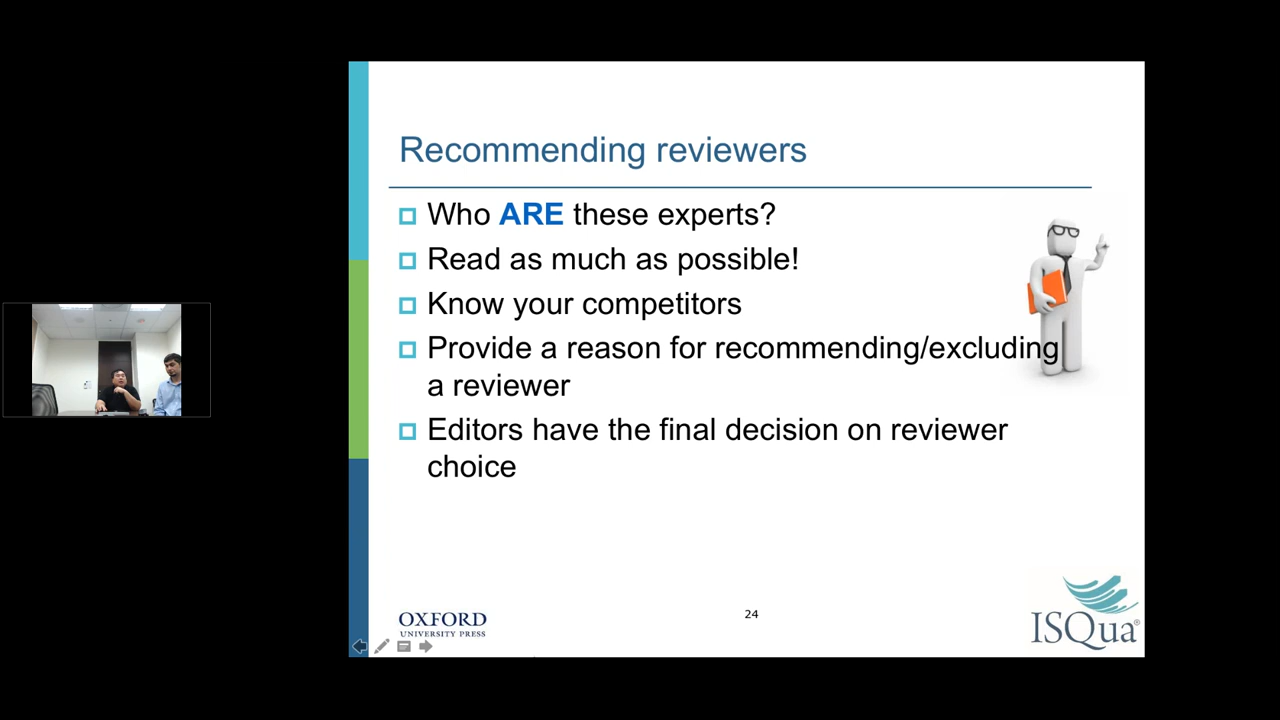 Recommending reviewers
Who ARE these experts?
Read as much as possible!
Know your competitors
Provide a reason for recommending/excluding
a reviewer
Editors have the final decision on reviewer
choice
OXFORD
UNIVERSITY PRESS
24
ISQua®